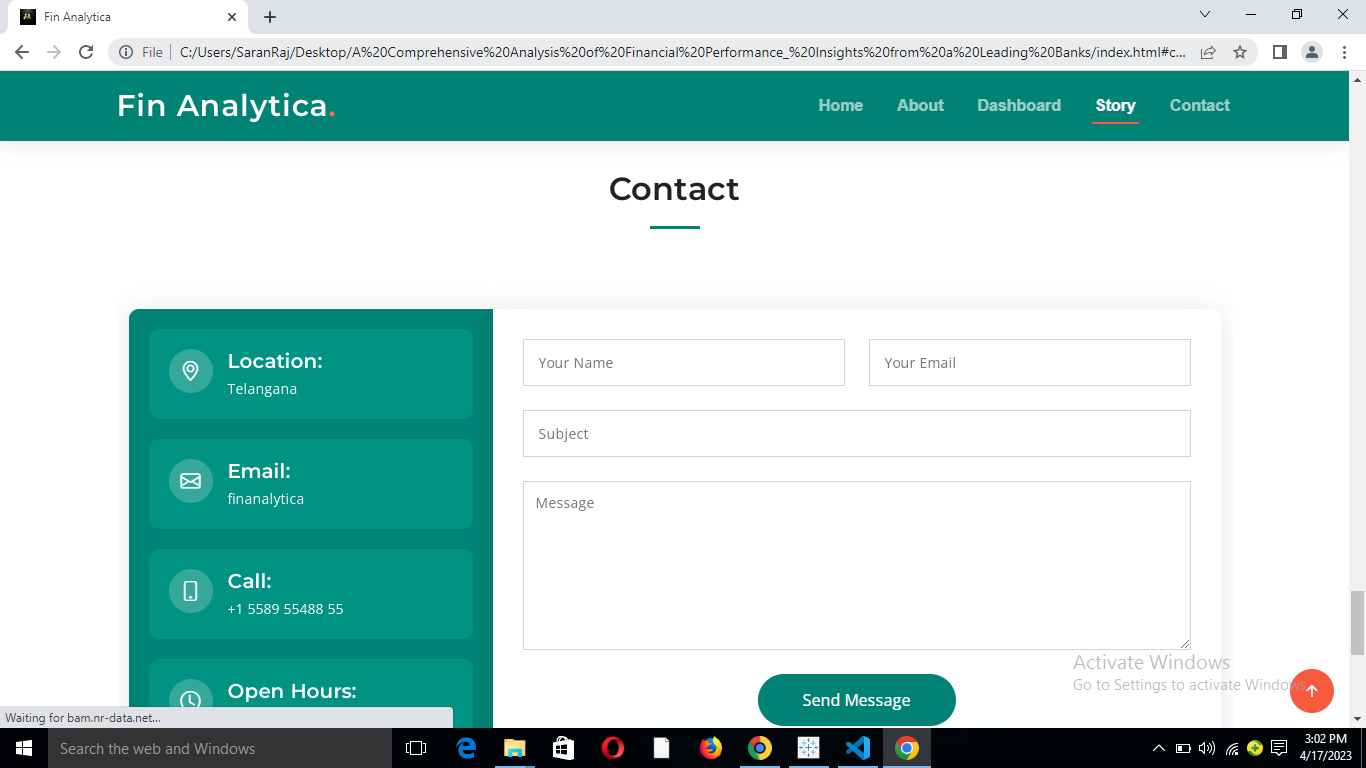 Fin Analytica
File | C:/Users/SaranRaj/Desktop/A%20Comprehensive%20Analysis%20of%20Financial%20Performance_%20Insights%20from%20a%20Leading%20Banks/index.html#c...
Fin Analytica. Home About Dashboard Story Contact
Contact
Location:
Telangana
Email:
finanalytica
Call:
+1 5589 55488 55
Open Hours:
Your Name Your Email
Subject
Message
Send Message
Activate Windows
Go to Settings to activate Windows.
Waiting for bam.nr-data.net...
Search the web and Windows
3:02 PM
4/17/2023